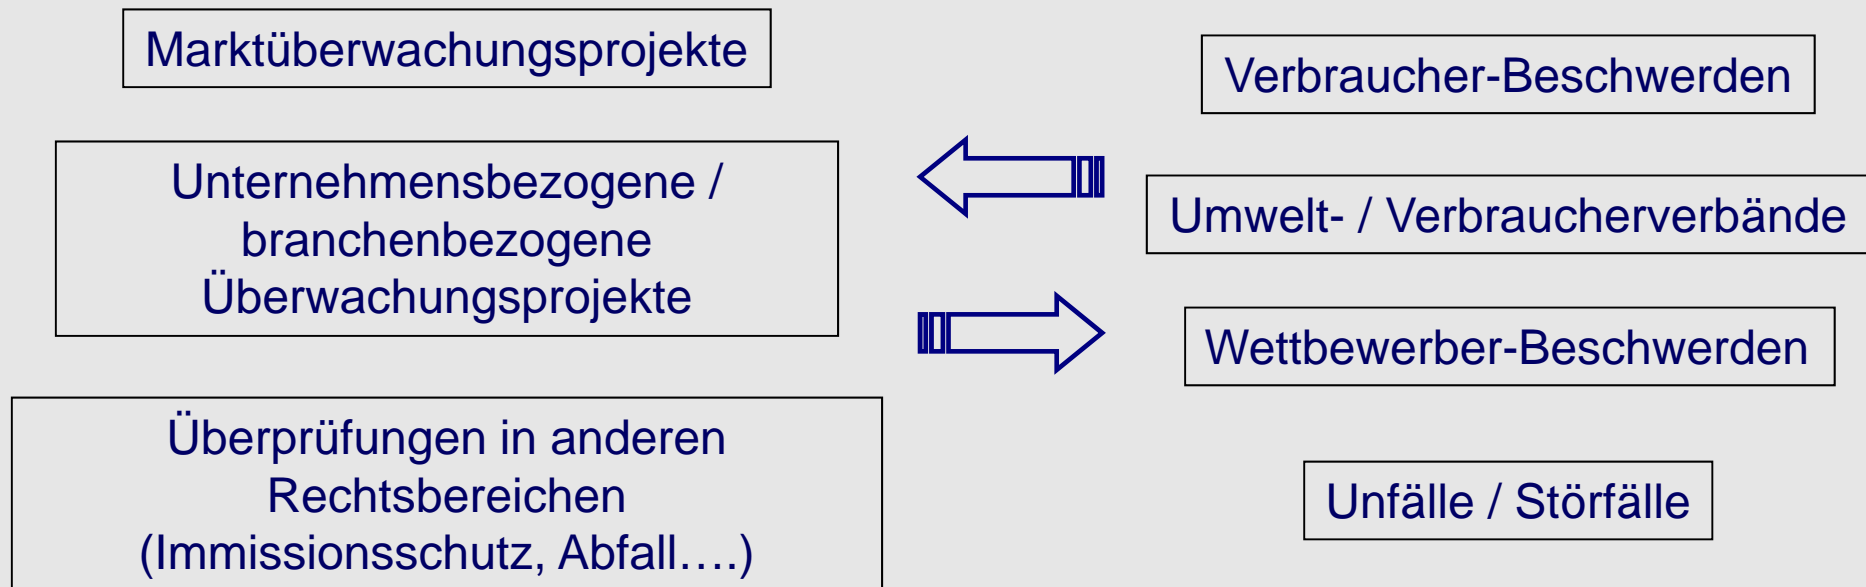 Marktüberwachungsprojekte
Unternehmensbezogene /
branchenbezogene
Überwachungsprojekte
Überprüfungen in anderen
Rechtsbereichen
(Immissionsschutz, Abfall….)
Verbraucher-Beschwerden
Umwelt- / Verbraucherverbände
Wettbewerber-Beschwerden
Unfälle / Störfälle